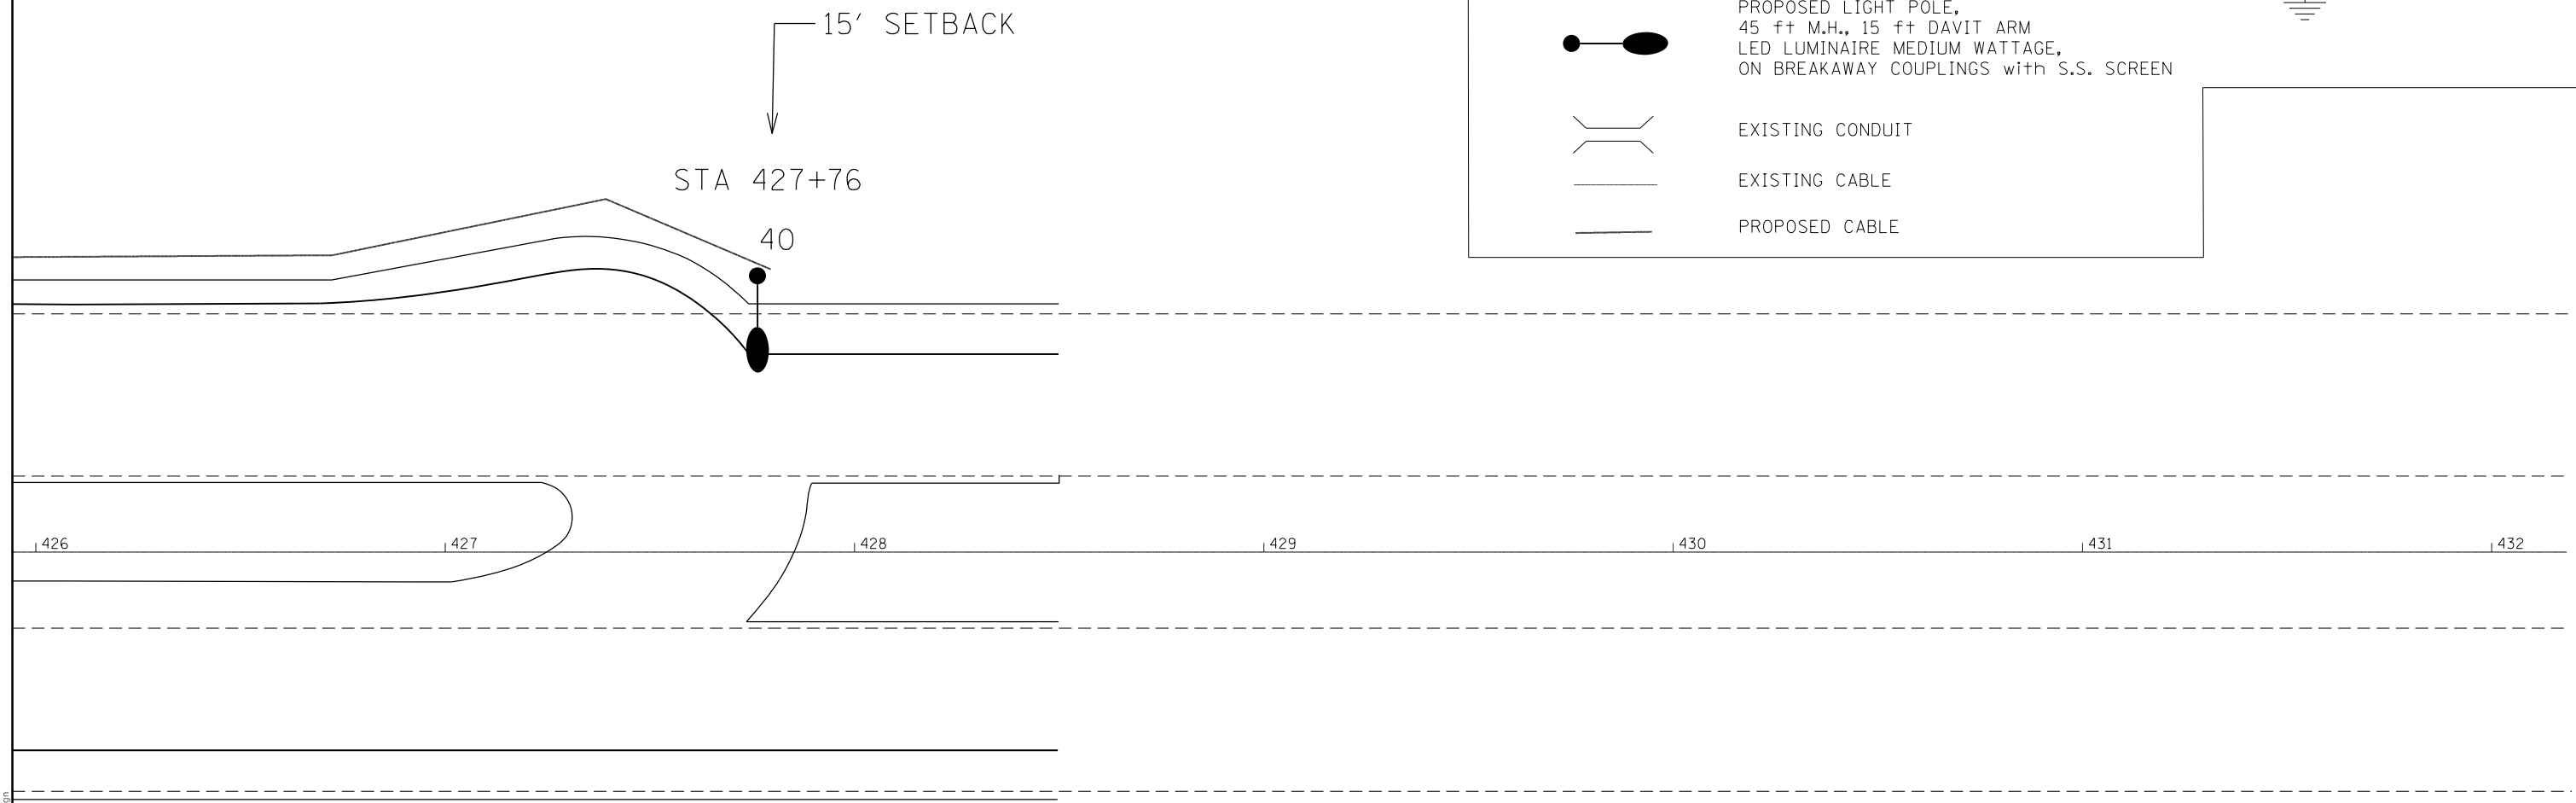 15' SETBACK
STA 427+76
40
PROPOSED LIGHT POLE,
45 ft M.H., 15 ft DAVIT ARM
LED LUMINAIRE MEDIUM WATTAGE,
ON BREAKAWAY COUPLINGS with S.S. SCREEN
EXISTING CONDUIT
EXISTING CABLE
PROPOSED CABLE
426
427
428
429
430
431
432
gn